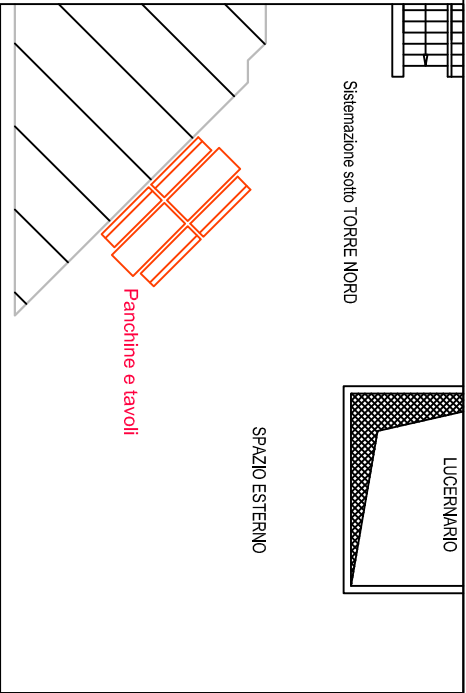 LUCERNARIO
Sistemazione sotto TORRE NORD
SPAZIO ESTERNO
Panchine e tavoli